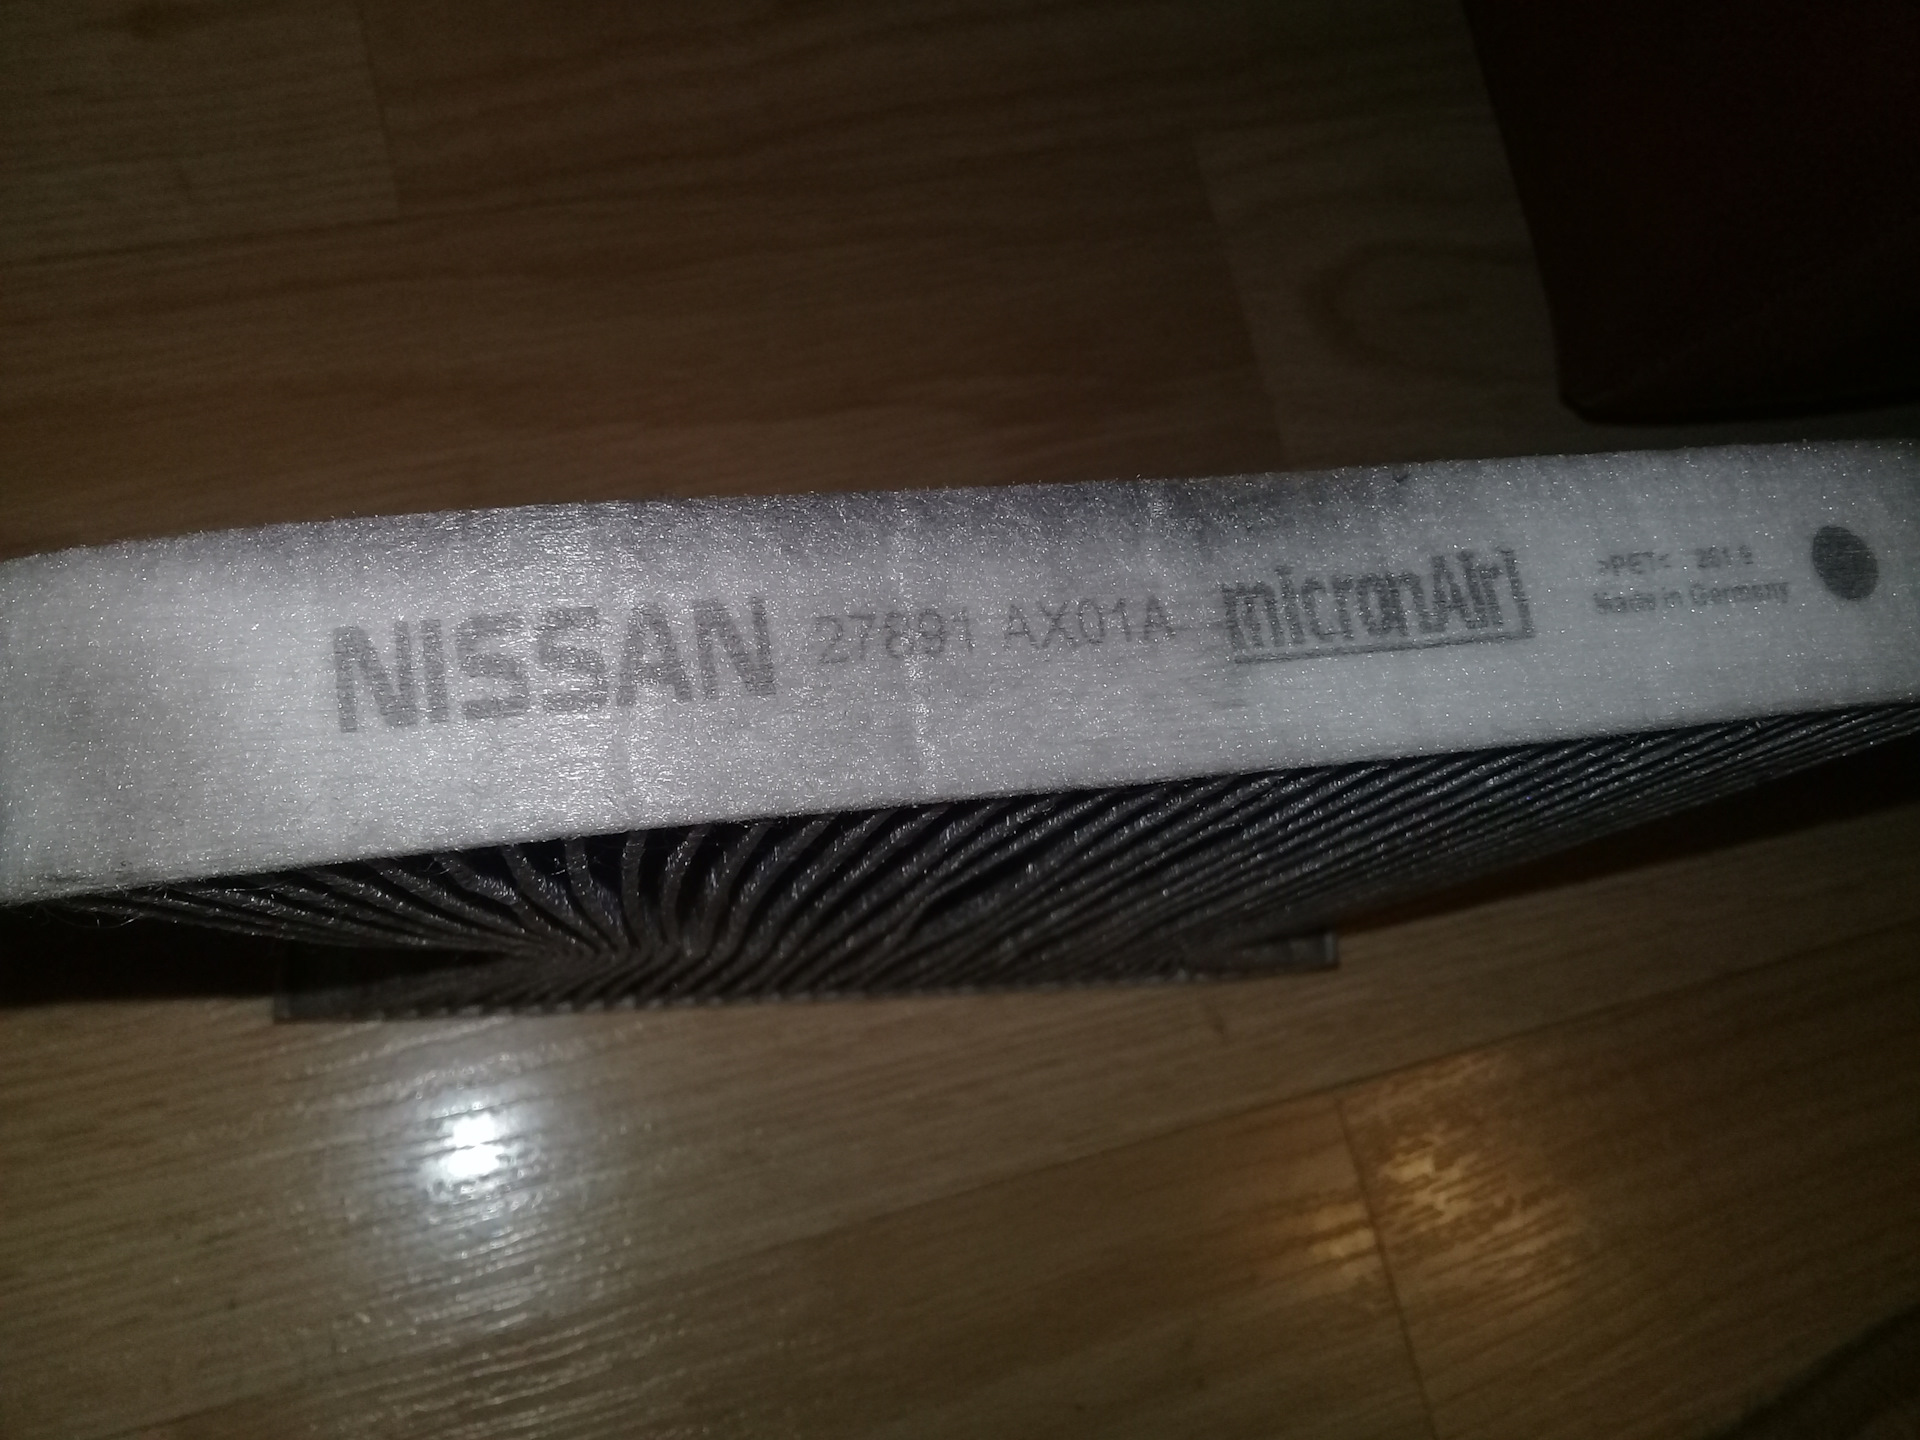 NISSAN 27891 AX01A micronAir
>PET<
Made in Germany